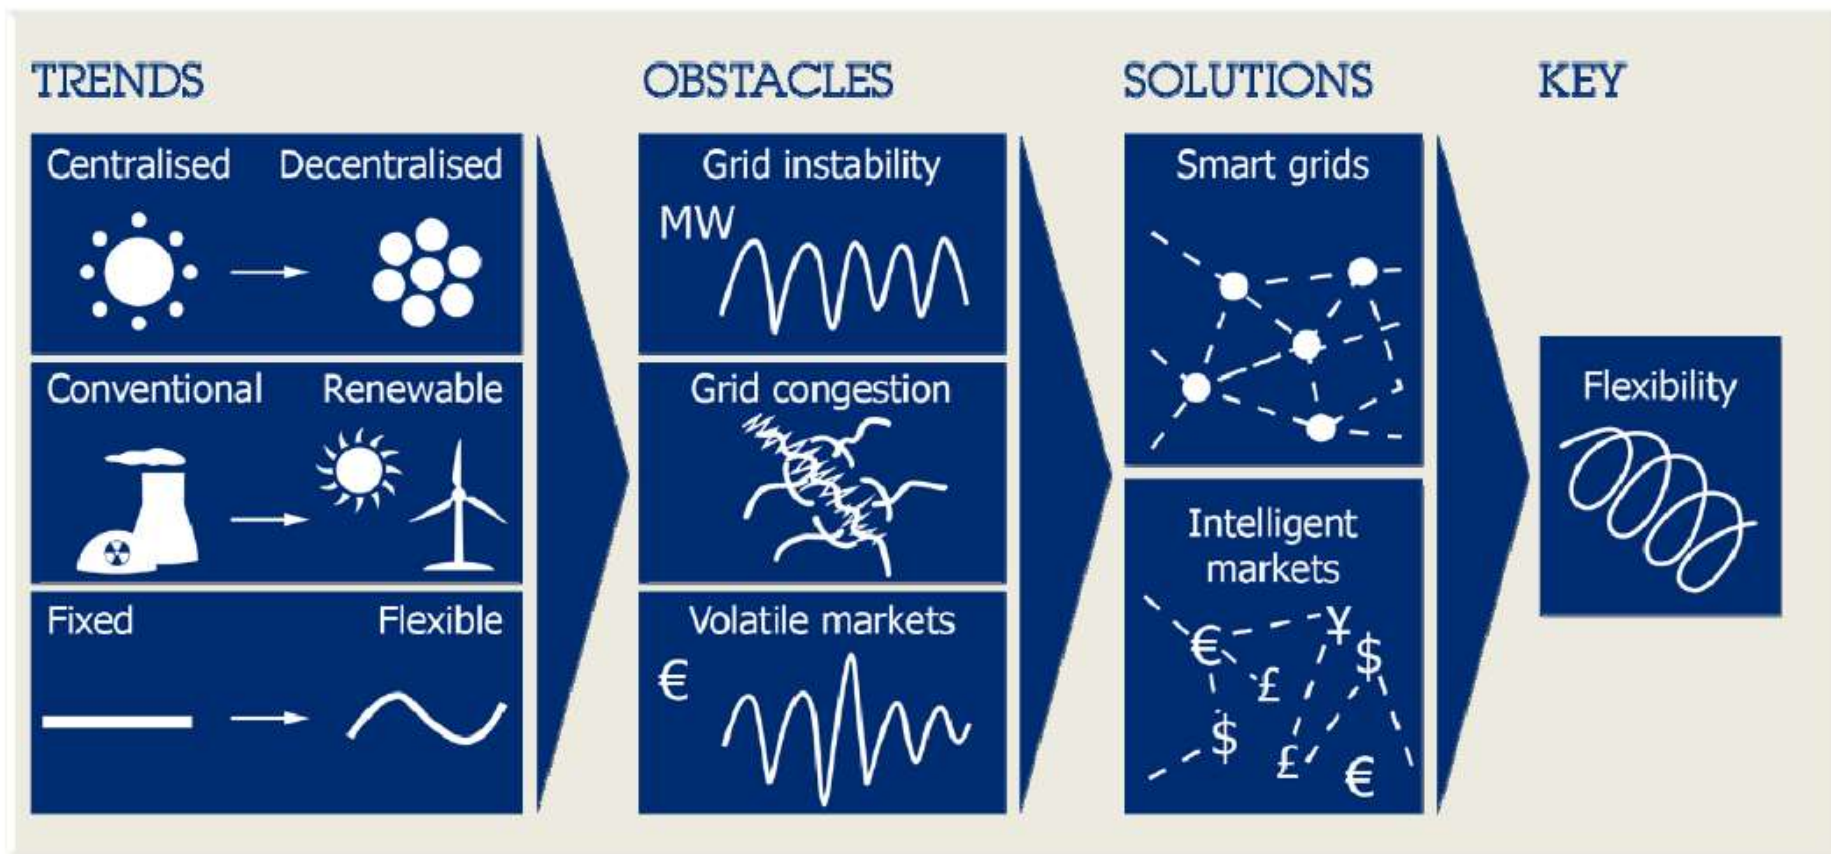 TRENDS
OBSTACLES
SOLUTIONS
KEY
Centralised
Decentralised
Conventional
Renewable
Fixed
Flexible
Grid instability
MW
Grid congestion
Volatile markets
€
Smart grids
Intelligent
markets
€
¥
$
£
$
£
€
Flexibility